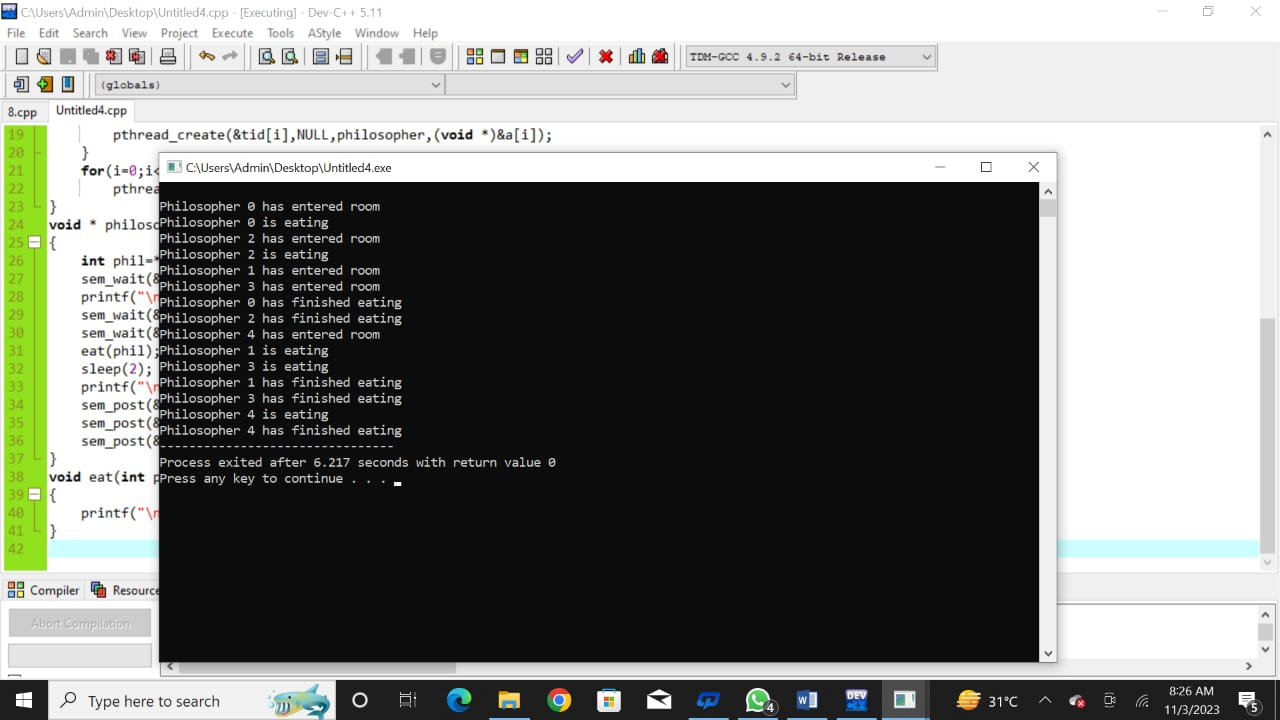 C:\Users\Admin\Desktop\Untitled4.cpp - [Executing] - Dev-C++ 5.11
File Edit Search View Project Execute Tools AStyle Window Help
TDM-GCC 4.9.2 64-bit Release
(globals)
8.cpp Untitled4.cpp
19 pthread_create(&tid[i],NULL,philosopher,(void *)&a[i]);
20 }
21 for(i=0;i<
22 pthrea
23 }
24 void * philoso
25 {
26 int phil=*
27 sem_wait(&
28 printf("\n
29 sem_wait(&
30 sem_wait(&
31 eat(phil);
32 sleep(2);
33 printf("\n
34 sem_post(&
35 sem_post(&
36 sem_post(&
37 }
38 void eat(int p
39 {
40 printf("\n
41 }
42
C:\Users\Admin\Desktop\Untitled4.exe
Philosopher 0 has entered room
Philosopher 0 is eating
Philosopher 2 has entered room
Philosopher 2 is eating
Philosopher 1 has entered room
Philosopher 3 has entered room
Philosopher 0 has finished eating
Philosopher 2 has finished eating
Philosopher 4 has entered room
Philosopher 1 is eating
Philosopher 3 is eating
Philosopher 1 has finished eating
Philosopher 3 has finished eating
Philosopher 4 is eating
Philosopher 4 has finished eating
--------------------------------
Process exited after 6.217 seconds with return value 0
Press any key to continue . . .
Compiler Resource
Abort Compilation
Type here to search
DEV
4
31°C
8:26 AM
11/3/2023
5